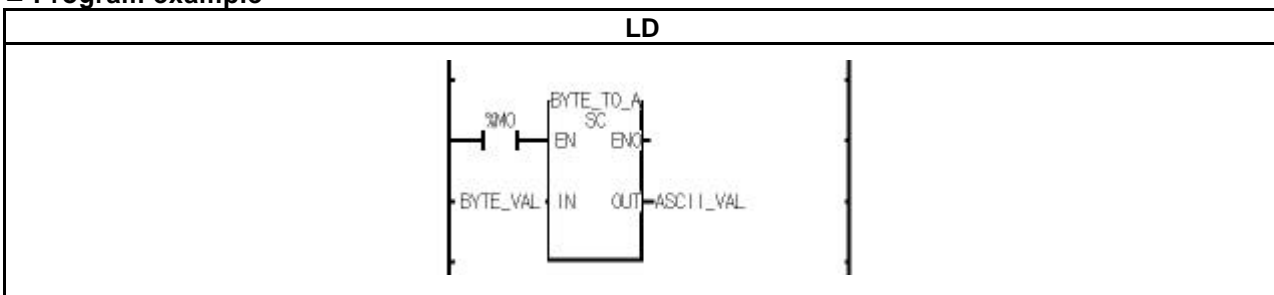 ■ Program example
LD
BYTE_TO_A
SC
%M0
EN ENO
BYTE_VAL IN OUT ASCII_VAL